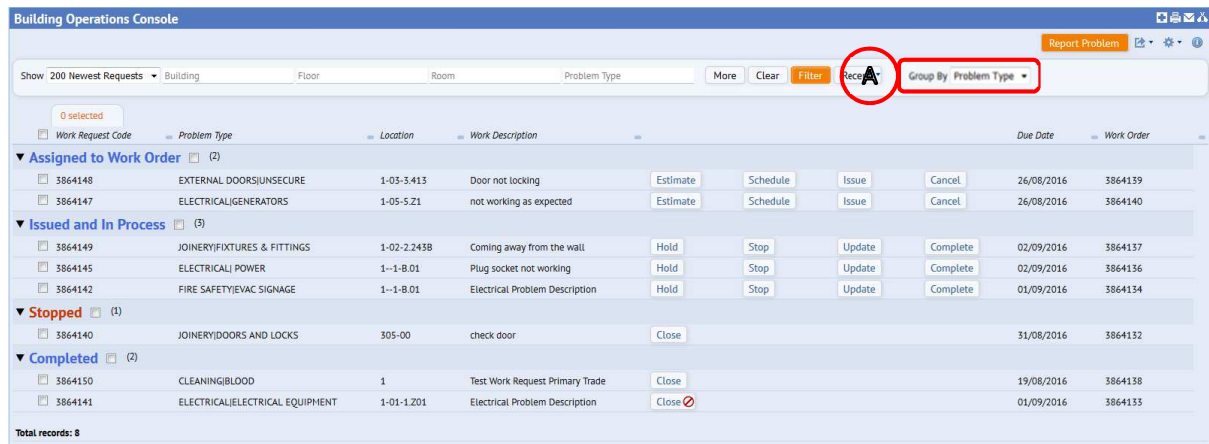 Building Operations Console
Report Problem
Show 200 Newest Requests Building Floor Room Problem Type More Clear Filter A Group By Problem Type
0 selected
Work Request Code Problem Type Location Work Description Due Date Work Order
Assigned to Work Order (2)
3864148 EXTERNAL DOORS|UNSECURE 1-03-3.413 Door not locking Estimate Schedule Issue Cancel 26/08/2016 3864139
3864147 ELECTRICAL|GENERATORS 1-05-5.Z1 not working as expected Estimate Schedule Issue Cancel 26/08/2016 3864140
Issued and In Process (3)
3864149 JOINERY|FIXTURES & FITTINGS 1-02-2.243B Coming away from the wall Hold Stop Update Complete 02/09/2016 3864137
3864145 ELECTRICAL| POWER 1--1-B.01 Plug socket not working Hold Stop Update Complete 02/09/2016 3864136
3864142 FIRE SAFETY|EVAC SIGNAGE 1--1-B.01 Electrical Problem Description Hold Stop Update Complete 01/09/2016 3864134
Stopped (1)
3864140 JOINERY|DOORS AND LOCKS 305-00 check door Close 31/08/2016 3864132
Completed (2)
3864150 CLEANING|BLOOD 1 Test Work Request Primary Trade Close 19/08/2016 3864138
3864141 ELECTRICAL|ELECTRICAL EQUIPMENT 1-01-1.Z01 Electrical Problem Description Close 01/09/2016 3864133
Total records: 8